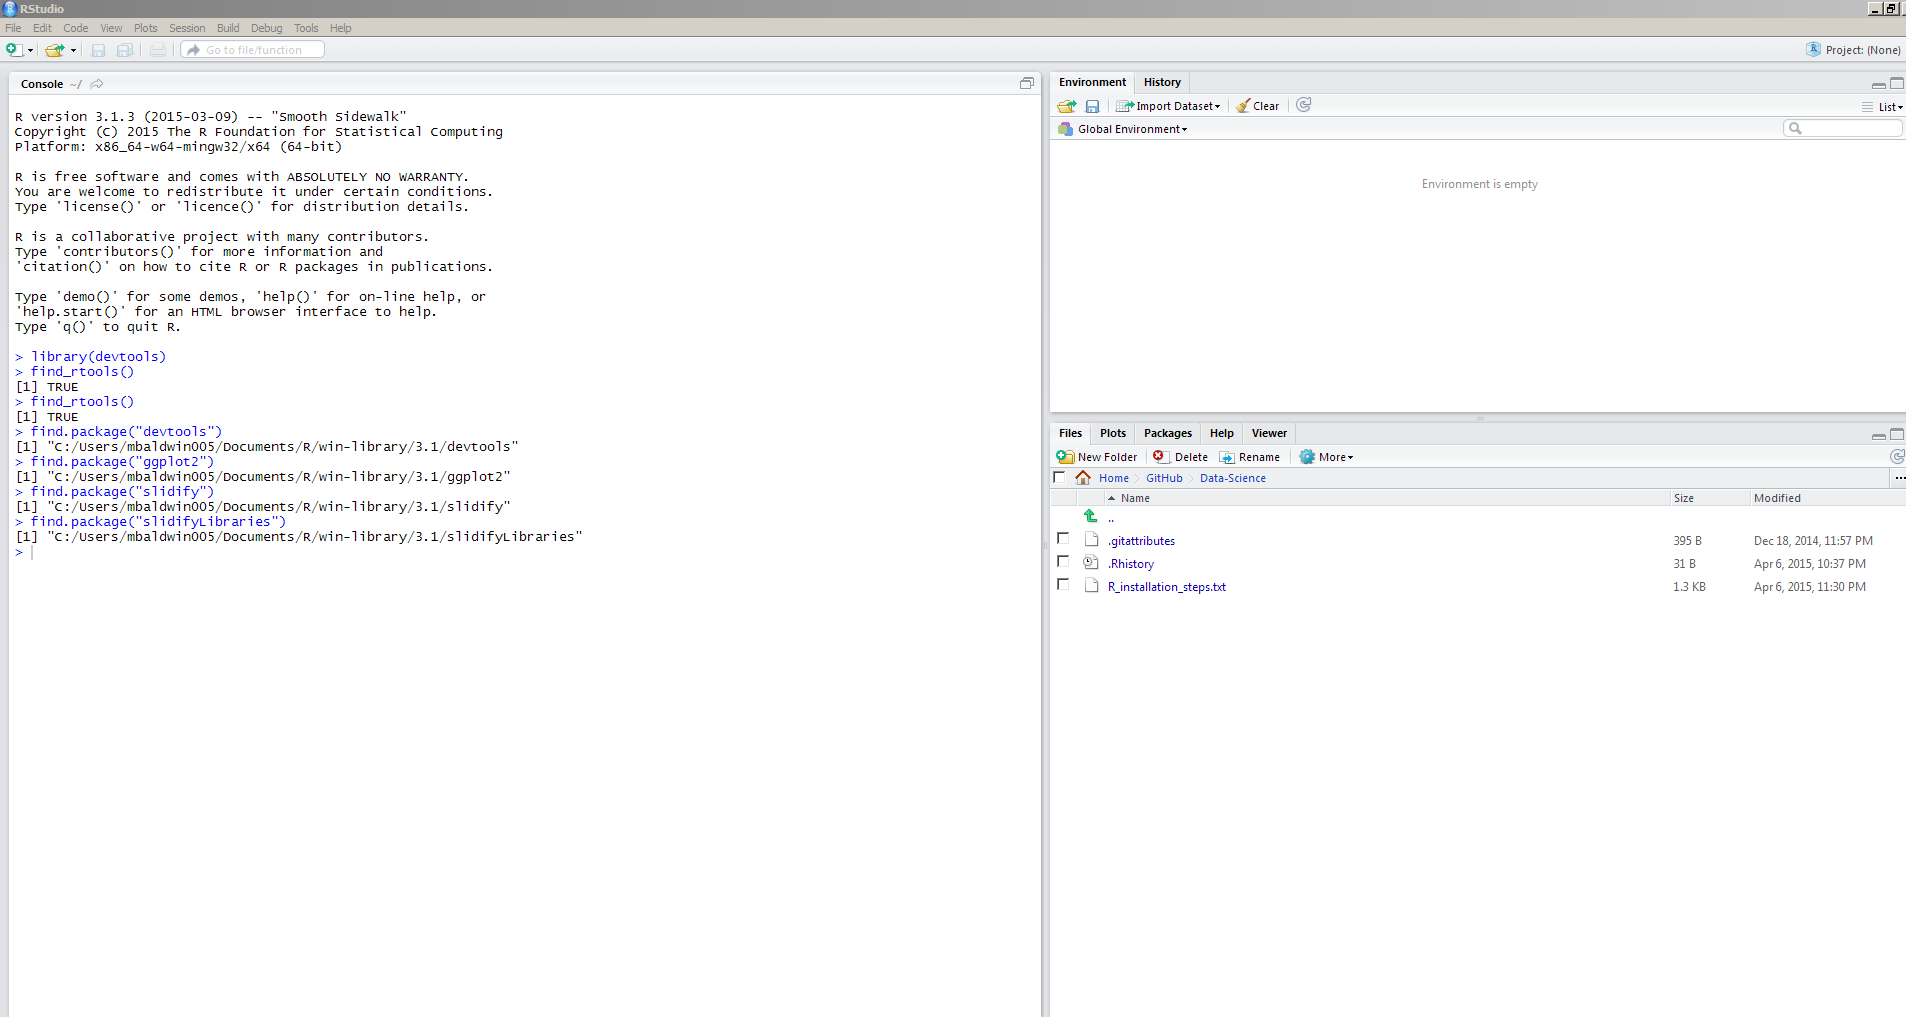 RStudio
File Edit Code View Plots Session Build Debug Tools Help
Go to file/function
Project: (None)
Console ~/
R version 3.1.3 (2015-03-09) -- "Smooth Sidewalk"
Copyright (C) 2015 The R Foundation for Statistical Computing
Platform: x86_64-w64-mingw32/x64 (64-bit)
R is free software and comes with ABSOLUTELY NO WARRANTY.
You are welcome to redistribute it under certain conditions.
Type 'license()' or 'licence()' for distribution details.
R is a collaborative project with many contributors.
Type 'contributors()' for more information and
'citation()' on how to cite R or R packages in publications.
Type 'demo()' for some demos, 'help()' for on-line help, or
'help.start()' for an HTML browser interface to help.
Type 'q()' to quit R.
> library(devtools)
> find_rtools()
[1] TRUE
> find_rtools()
[1] TRUE
> find.package("devtools")
[1] "C:/Users/mbaldwin005/Documents/R/win-library/3.1/devtools"
> find.package("ggplot2")
[1] "C:/Users/mbaldwin005/Documents/R/win-library/3.1/ggplot2"
> find.package("slidify")
[1] "C:/Users/mbaldwin005/Documents/R/win-library/3.1/slidify"
> find.package("slidifyLibraries")
[1] "C:/Users/mbaldwin005/Documents/R/win-library/3.1/slidifyLibraries"
>
Environment History
Import Dataset Clear List
Global Environment
Environment is empty
Files Plots Packages Help Viewer
New Folder Delete Rename More
Home GitHub Data-Science ...
Name Size Modified
..
.gitattributes 395 B Dec 18, 2014, 11:57 PM
.Rhistory 31 B Apr 6, 2015, 10:37 PM
R_installation_steps.txt 1.3 KB Apr 6, 2015, 11:30 PM